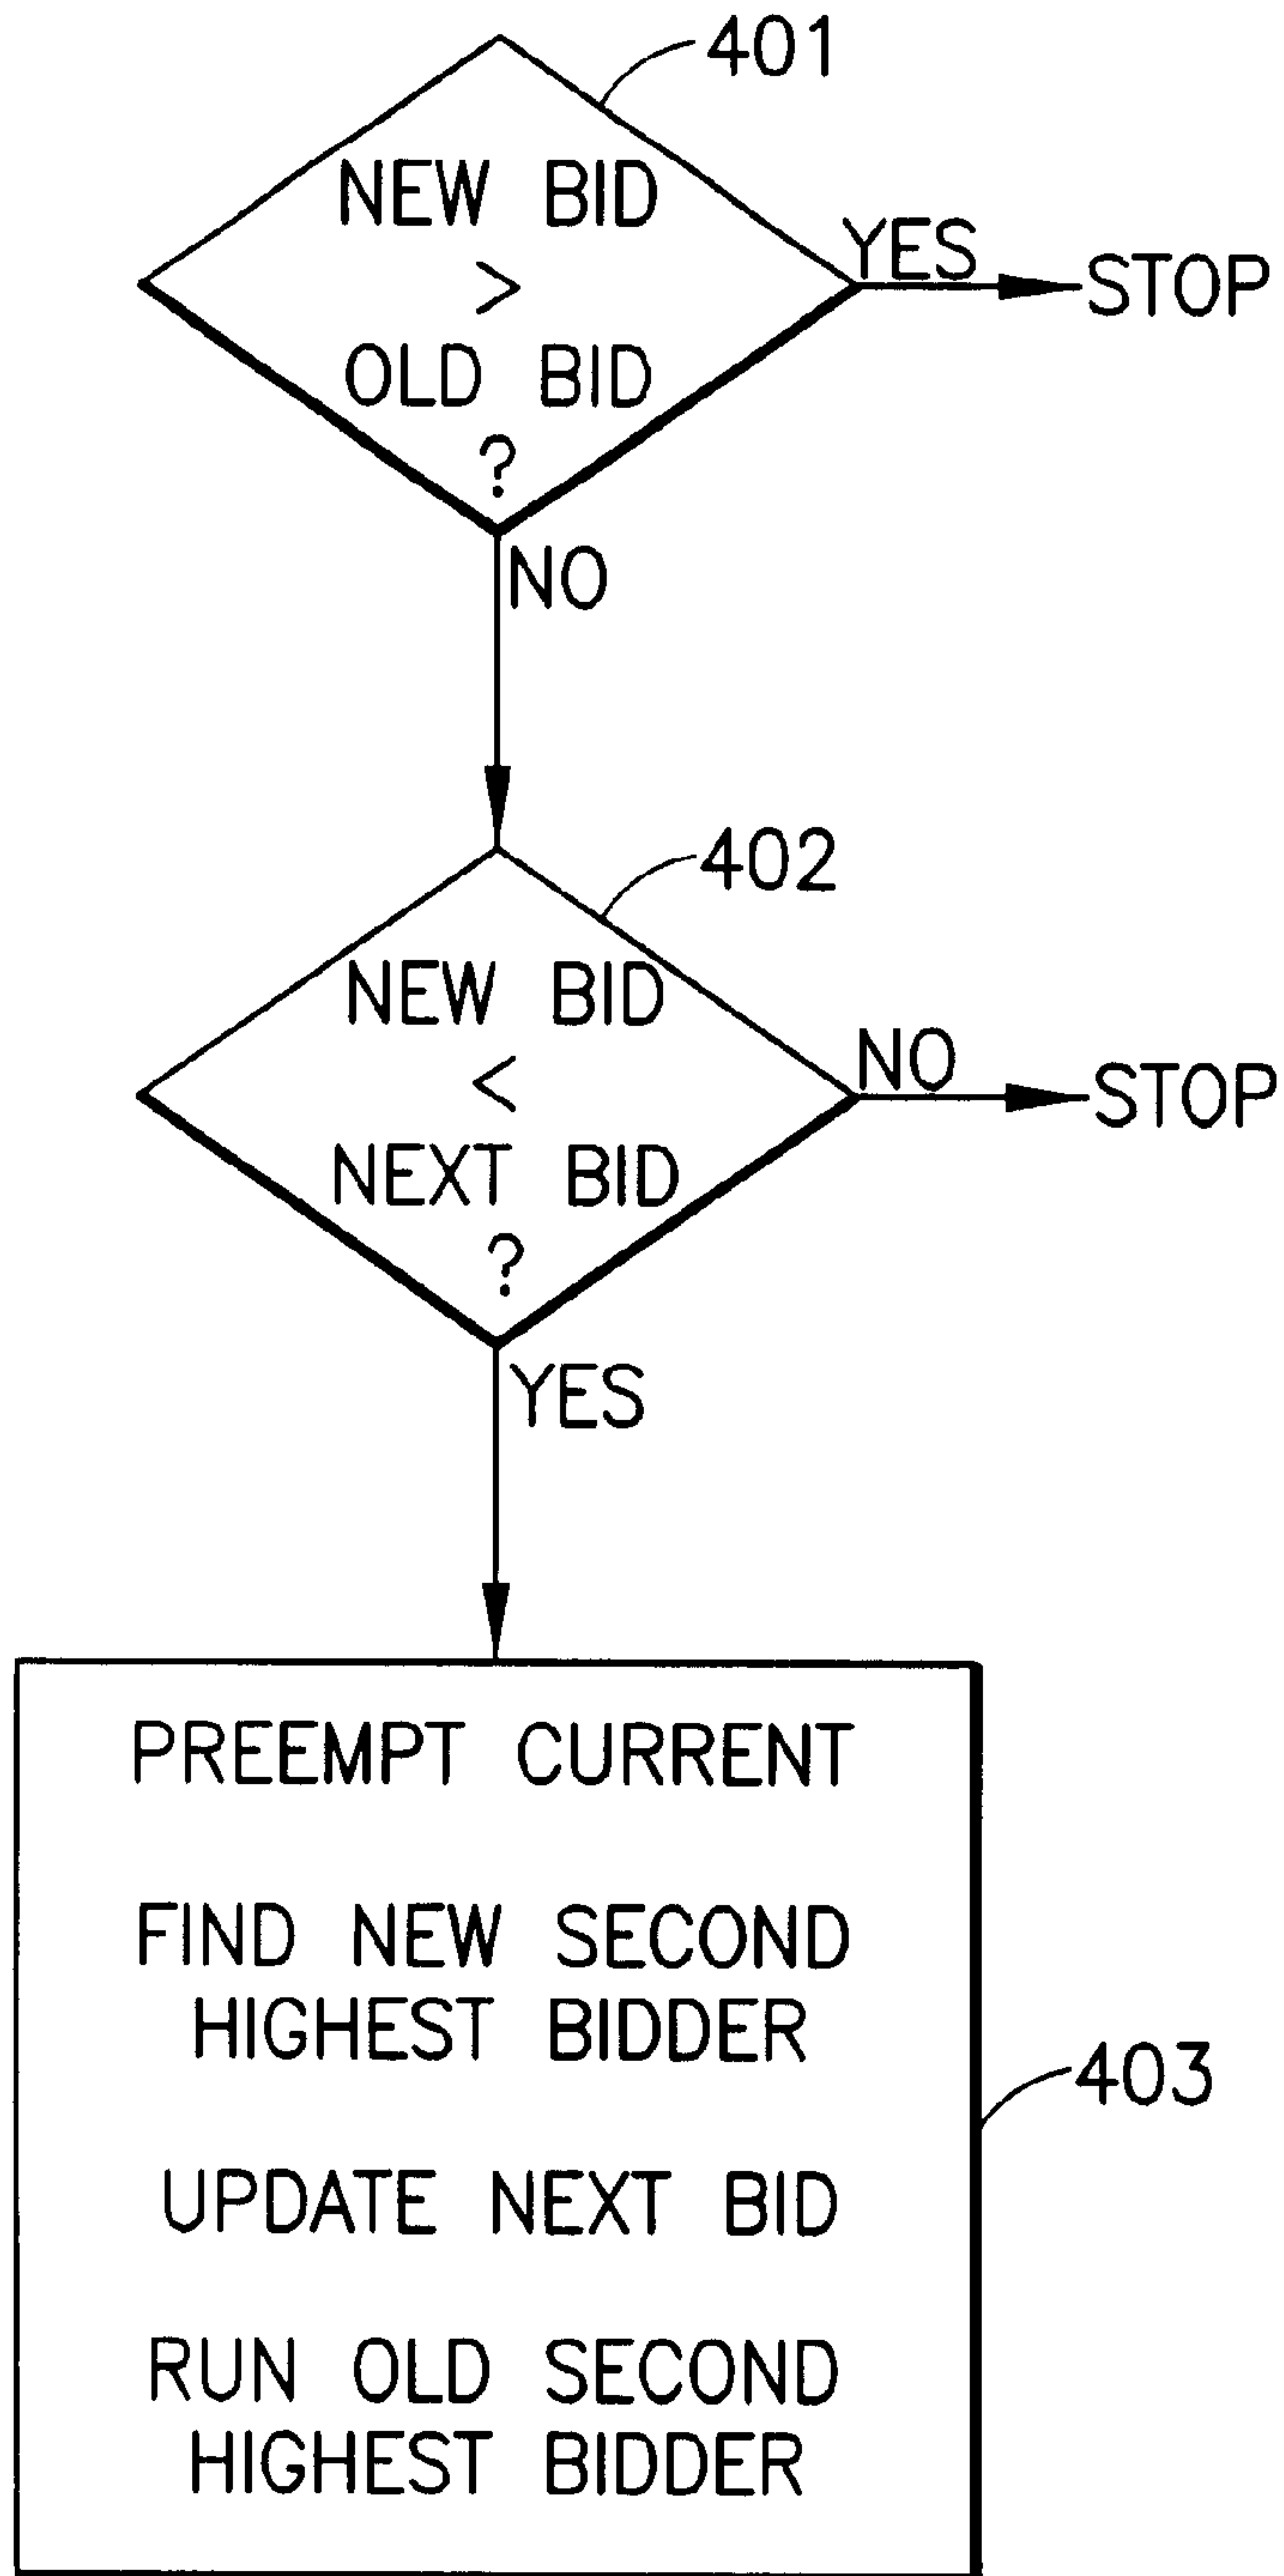 401
NEW BID
>
OLD BID
?
YES
STOP
NO
402
NEW BID
<
NEXT BID
?
NO
STOP
YES
PREEMPT CURRENT
FIND NEW SECOND
HIGHEST BIDDER
403
UPDATE NEXT BID
RUN OLD SECOND
HIGHEST BIDDER